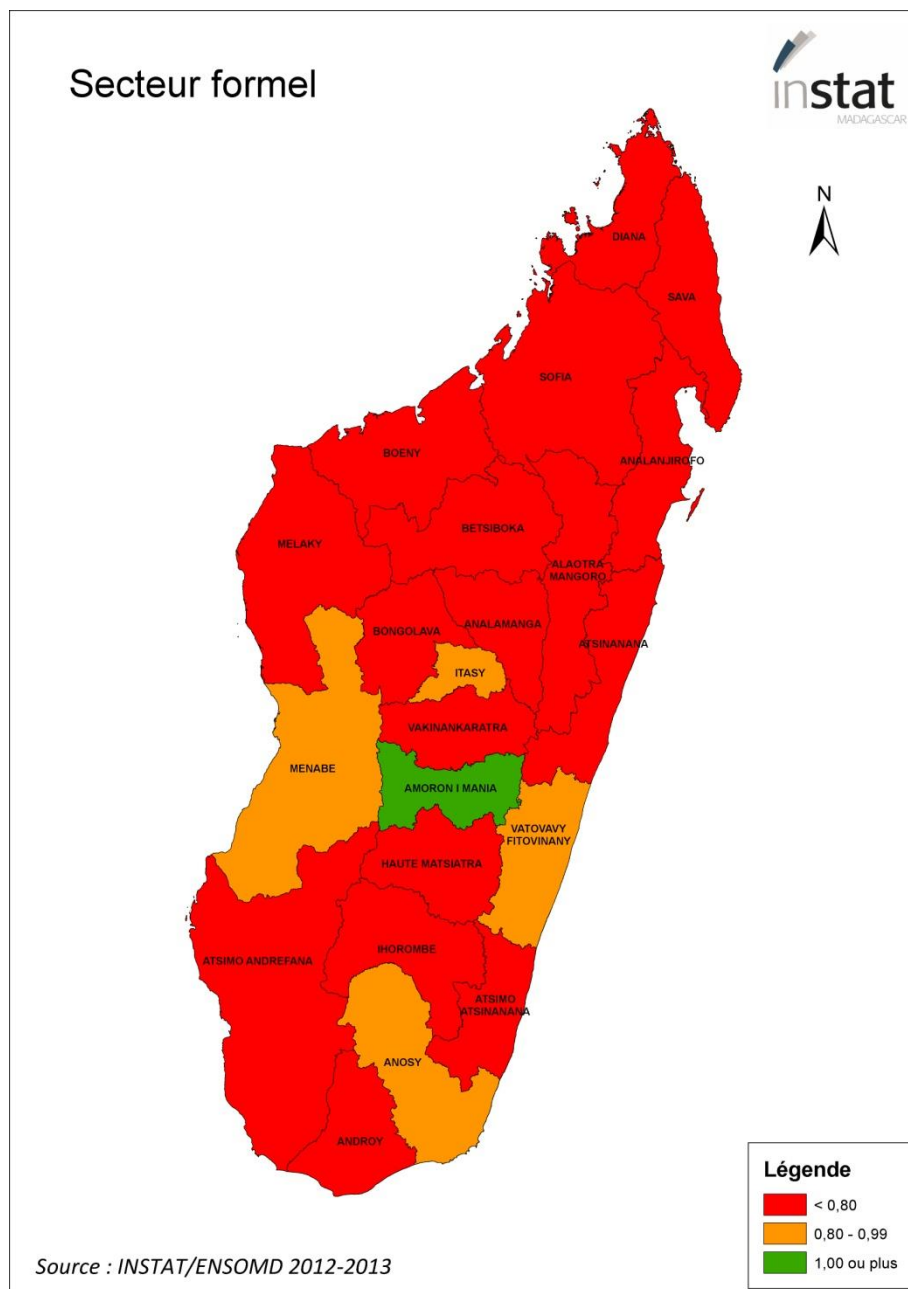 Secteur formel
instat
MADAGASCAR
N
DIANA
SAVA
SOFIA
BOENY
ANALANJIROFO
BETSIBOKA
MELAKY
ALAOTRA
MANGORO
BONGOLAVA
ANALAMANGA
ATSINANANA
ITASY
VAKINANKARATRA
MENABE
AMORON I MANIA
VATOVAVY
FITOVINANY
HAUTE MATSIATRA
IHOROMBE
ATSIMO ANDREFANA
ATSIMO
ATSINANANA
ANOSY
ANDROY
Légende
< 0,80
0,80 - 0,99
1,00 ou plus
Source : INSTAT/ENSOMD 2012-2013